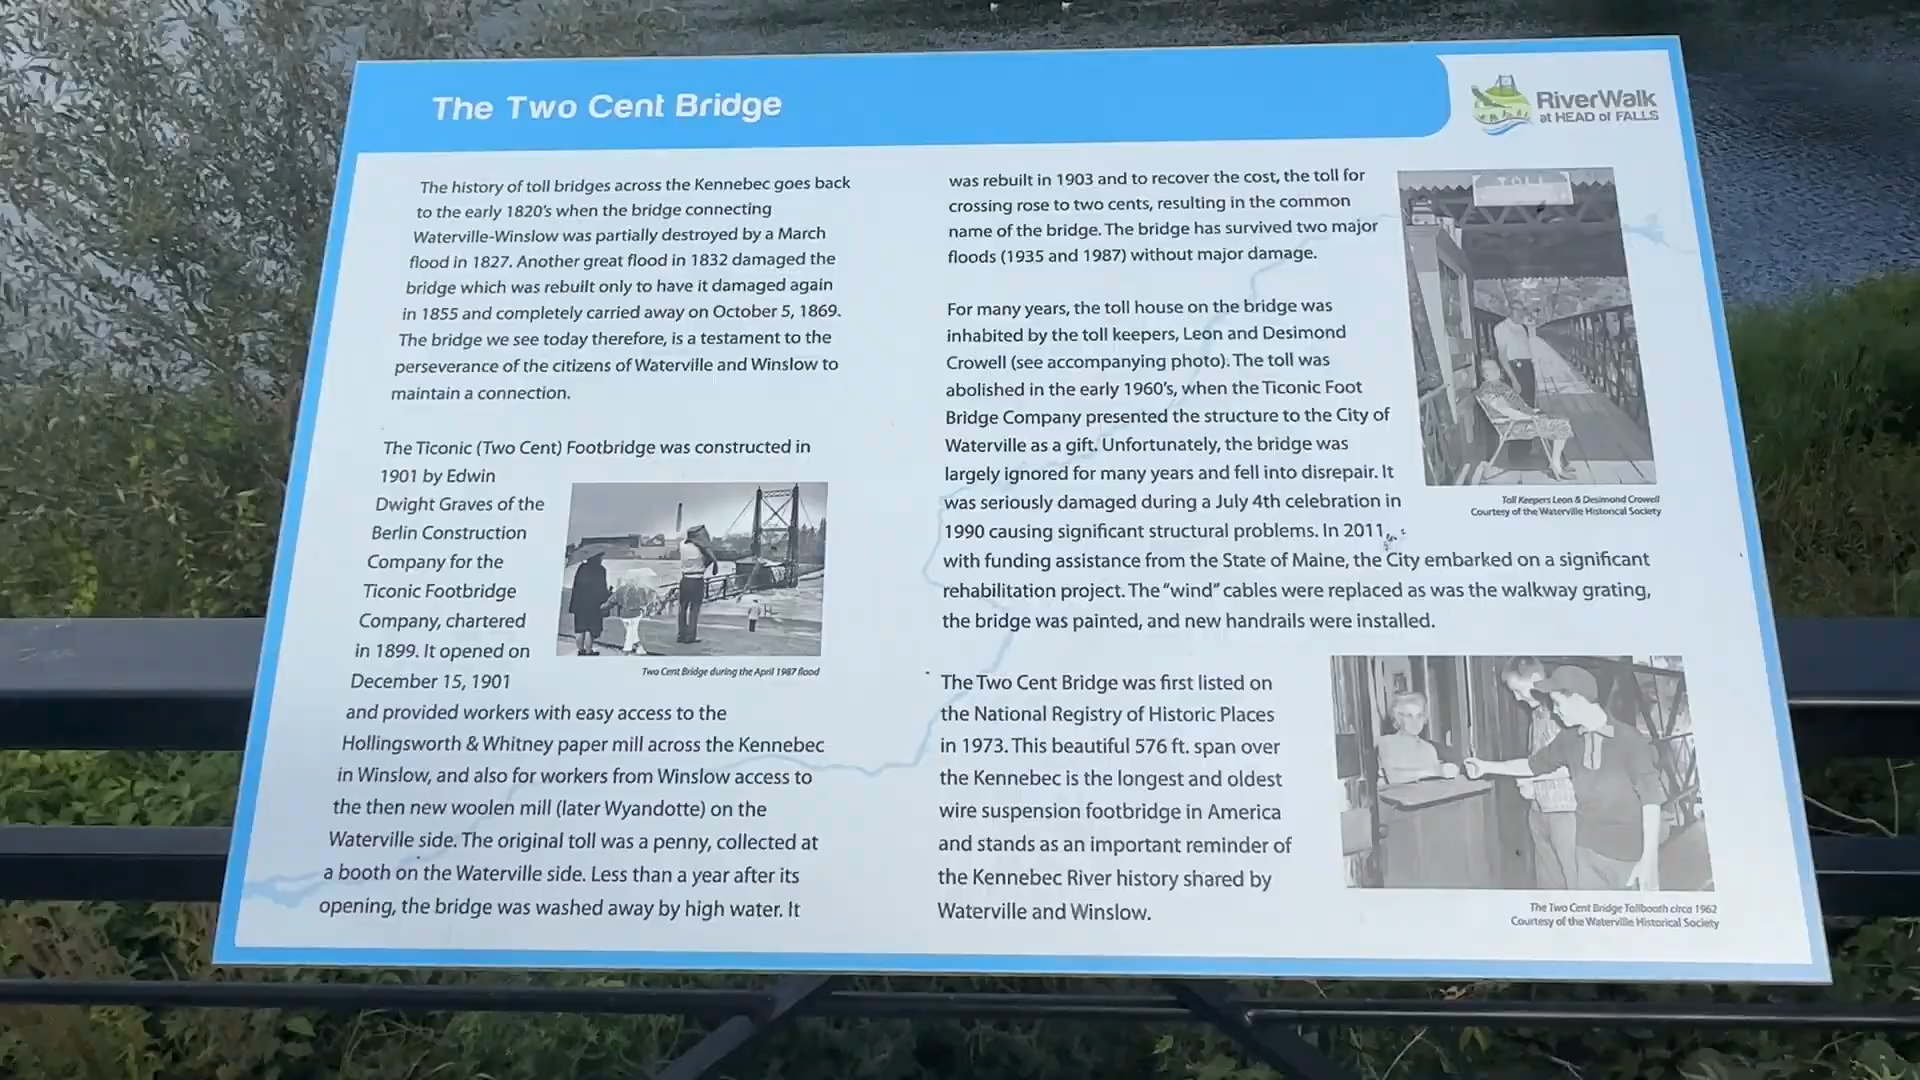 The Two Cent Bridge
RiverWalk
at HEAD of FALLS
The history of toll bridges across the Kennebec goes back
to the early 1820's when the bridge connecting
Waterville-Winslow was partially destroyed by a March
flood in 1827. Another great flood in 1832 damaged the
bridge which was rebuilt only to have it damaged again
in 1855 and completely carried away on October 5, 1869.
The bridge we see today therefore, is a testament to the
perseverance of the citizens of Waterville and Winslow to
maintain a connection.
The Ticonic (Two Cent) Footbridge was constructed in
1901 by Edwin
Dwight Graves of the
Berlin Construction
Company for the
Ticonic Footbridge
Company, chartered
in 1899. It opened on
December 15, 1901
and provided workers with easy access to the
Hollingsworth & Whitney paper mill across the Kennebec
in Winslow, and also for workers from Winslow access to
the then new woolen mill (later Wyandotte) on the
Waterville side. The original toll was a penny, collected at
a booth on the Waterville side. Less than a year after its
opening, the bridge was washed away by high water. It
Two Cent Bridge during the April 1987 flood
was rebuilt in 1903 and to recover the cost, the toll for
crossing rose to two cents, resulting in the common
name of the bridge. The bridge has survived two major
floods (1935 and 1987) without major damage.
For many years, the toll house on the bridge was
inhabited by the toll keepers, Leon and Desimond
Crowell (see accompanying photo). The toll was
abolished in the early 1960's, when the Ticonic Foot
Bridge Company presented the structure to the City of
Waterville as a gift. Unfortunately, the bridge was
largely ignored for many years and fell into disrepair. It
was seriously damaged during a July 4th celebration in
1990 causing significant structural problems. In 2011,
with funding assistance from the State of Maine, the City embarked on a significant
rehabilitation project. The “wind” cables were replaced as was the walkway grating,
the bridge was painted, and new handrails were installed.
The Two Cent Bridge was first listed on
the National Registry of Historic Places
in 1973. This beautiful 576 ft. span over
the Kennebec is the longest and oldest
wire suspension footbridge in America
and stands as an important reminder of
the Kennebec River history shared by
Waterville and Winslow.
TOLL
Toll Keepers Leon & Desimond Crowell
Courtesy of the Waterville Historical Society
The Two Cent Bridge Tollbooth circa 1962
Courtesy of the Waterville Historical Society